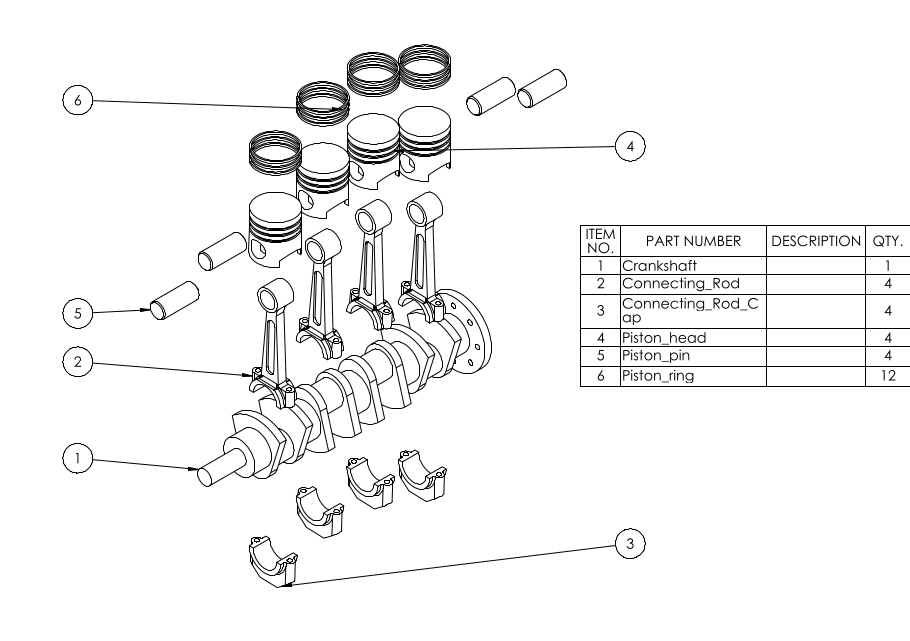 6
4
5
2
1
3
ITEM NO. PART NUMBER DESCRIPTION QTY.
1 Crankshaft 1
2 Connecting_Rod 4
3 Connecting_Rod_C
ap 4
4 Piston_head 4
5 Piston_pin 4
6 Piston_ring 12